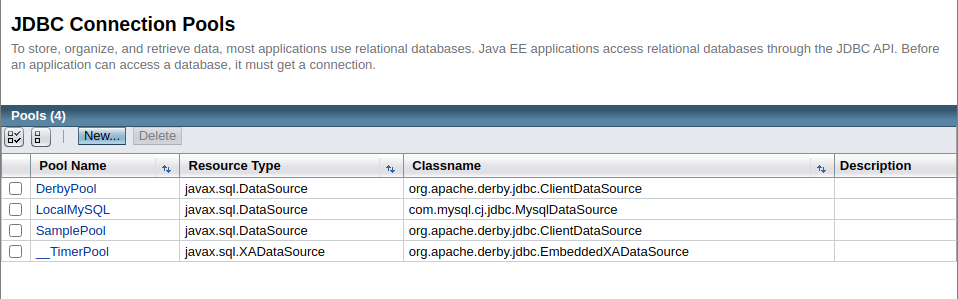 JDBC Connection Pools
To store, organize, and retrieve data, most applications use relational databases. Java EE applications access relational databases through the JDBC API. Before
an application can access a database, it must get a connection.
Pools (4)
New... Delete
Pool Name Resource Type Classname Description
DerbyPool javax.sql.DataSource org.apache.derby.jdbc.ClientDataSource
LocalMySQL javax.sql.DataSource com.mysql.cj.jdbc.MysqlDataSource
SamplePool javax.sql.DataSource org.apache.derby.jdbc.ClientDataSource
__TimerPool javax.sql.XADataSource org.apache.derby.jdbc.EmbeddedXADataSource